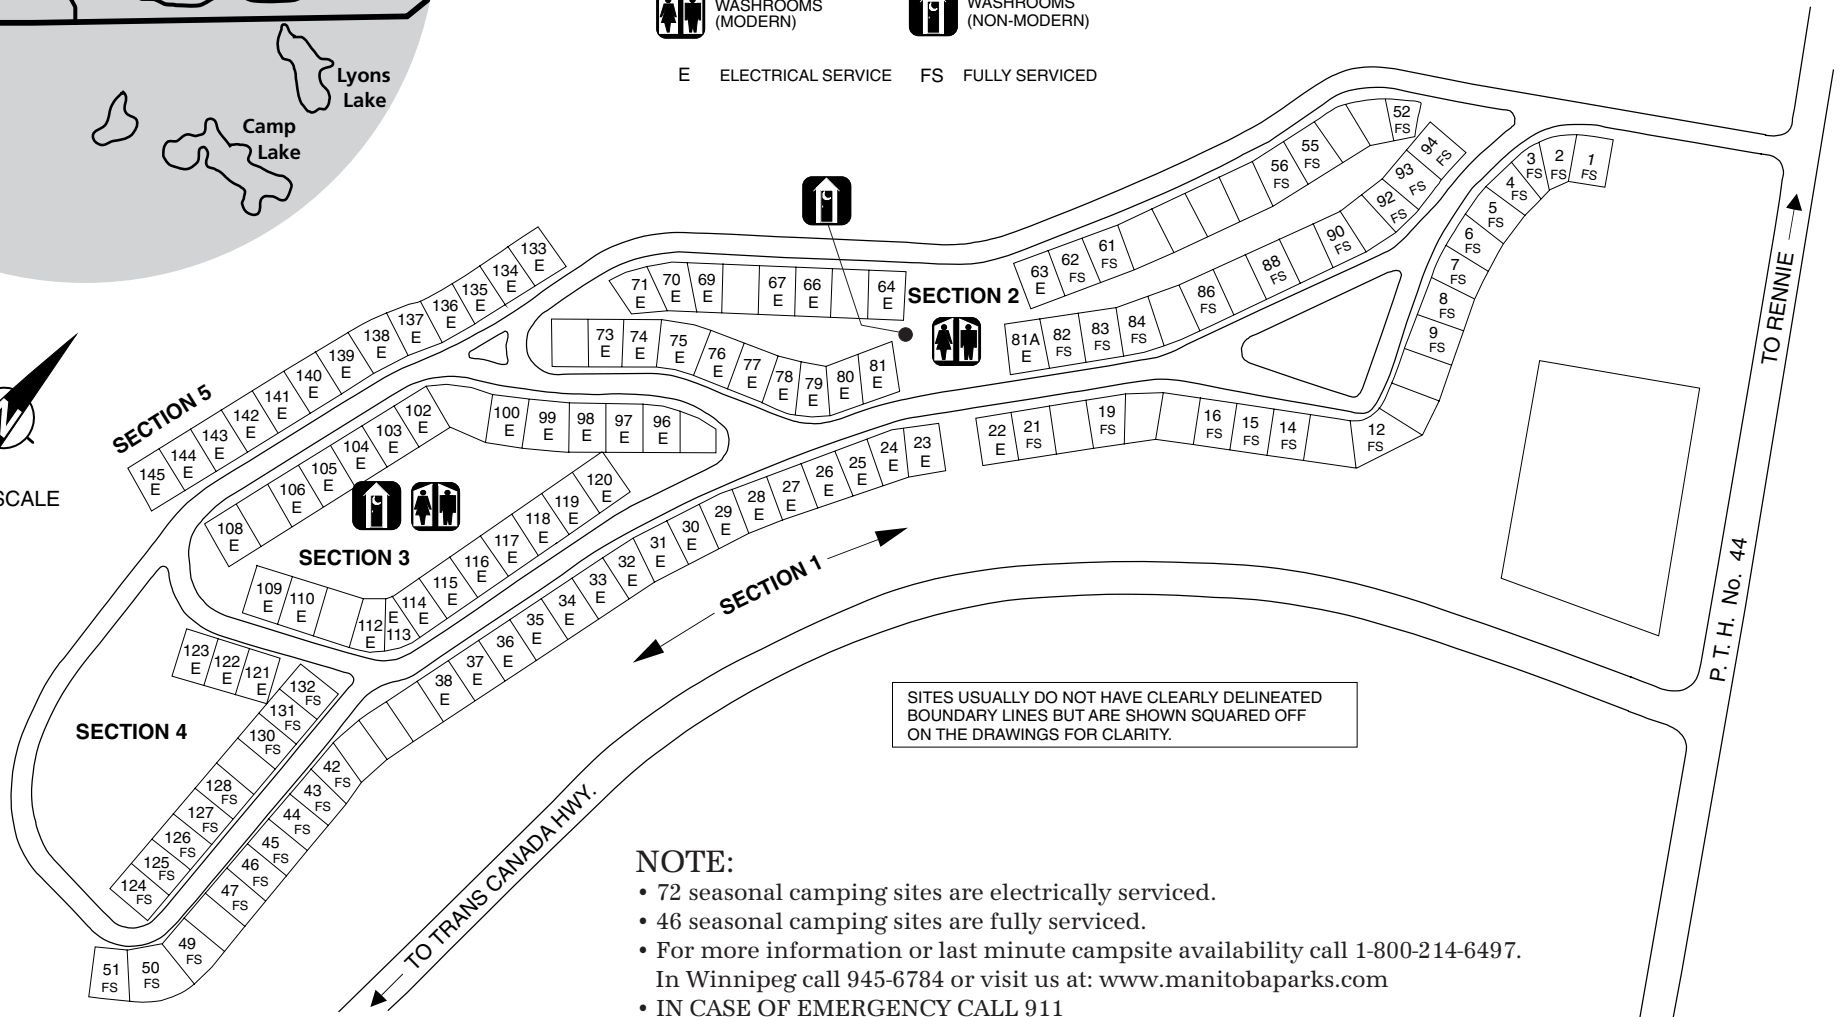 WASHROOMS
(MODERN)
WASHROOMS
(NON-MODERN)
E ELECTRICAL SERVICE FS FULLY SERVICED
Lyons
Lake
Camp
Lake
SCALE
TO RENNIE
P. T. H. No. 44
52
FS
55
FS
56
FS
61
FS
62
FS
63
E
94
FS
93
FS
92
FS
90
FS
88
FS
86
FS
84
FS
83
FS
82
FS
81A
E
1
FS
2
FS
3
FS
4
FS
5
FS
6
FS
7
FS
8
FS
9
FS
12
FS
14
FS
15
FS
16
FS
19
FS
21
FS
22
E
SECTION 2
64
E
66
E
67
E
69
E
70
E
71
E
73
E
74
E
75
E
76
E
77
E
78
E
79
E
80
E
81
E
SECTION 5
133
E
134
E
135
E
136
E
137
E
138
E
139
E
140
E
141
E
142
E
143
E
144
E
145
E
SECTION 3
96
E
97
E
98
E
99
E
100
E
102
E
103
E
104
E
105
E
106
E
108
E
109
E
110
E
112
E
E
113
114
E
115
E
116
E
117
E
118
E
119
E
120
E
SECTION 1
23
E
24
E
25
E
26
E
27
E
28
E
29
E
30
E
31
E
32
E
33
E
34
E
35
E
36
E
37
E
38
E
42
FS
43
FS
44
FS
45
FS
46
FS
47
FS
49
FS
50
FS
51
FS
SECTION 4
123
E
122
E
121
E
132
FS
131
FS
130
FS
128
FS
127
FS
126
FS
125
FS
124
FS
SITES USUALLY DO NOT HAVE CLEARLY DELINEATED
BOUNDARY LINES BUT ARE SHOWN SQUARED OFF
ON THE DRAWINGS FOR CLARITY.
TO TRANS CANADA HWY.
NOTE:
• 72 seasonal camping sites are electrically serviced.
• 46 seasonal camping sites are fully serviced.
• For more information or last minute campsite availability call 1-800-214-6497.
In Winnipeg call 945-6784 or visit us at: www.manitobaparks.com
• IN CASE OF EMERGENCY CALL 911